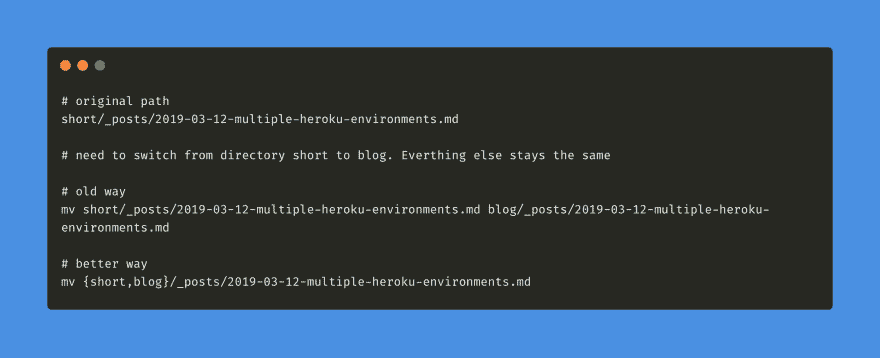 # original path
short/_posts/2019-03-12-multiple-heroku-environments.md
# need to switch from directory short to blog. Everthing else stays the same
# old way
mv short/_posts/2019-03-12-multiple-heroku-environments.md blog/_posts/2019-03-12-multiple-heroku-
environments.md
# better way
mv {short,blog}/_posts/2019-03-12-multiple-heroku-environments.md